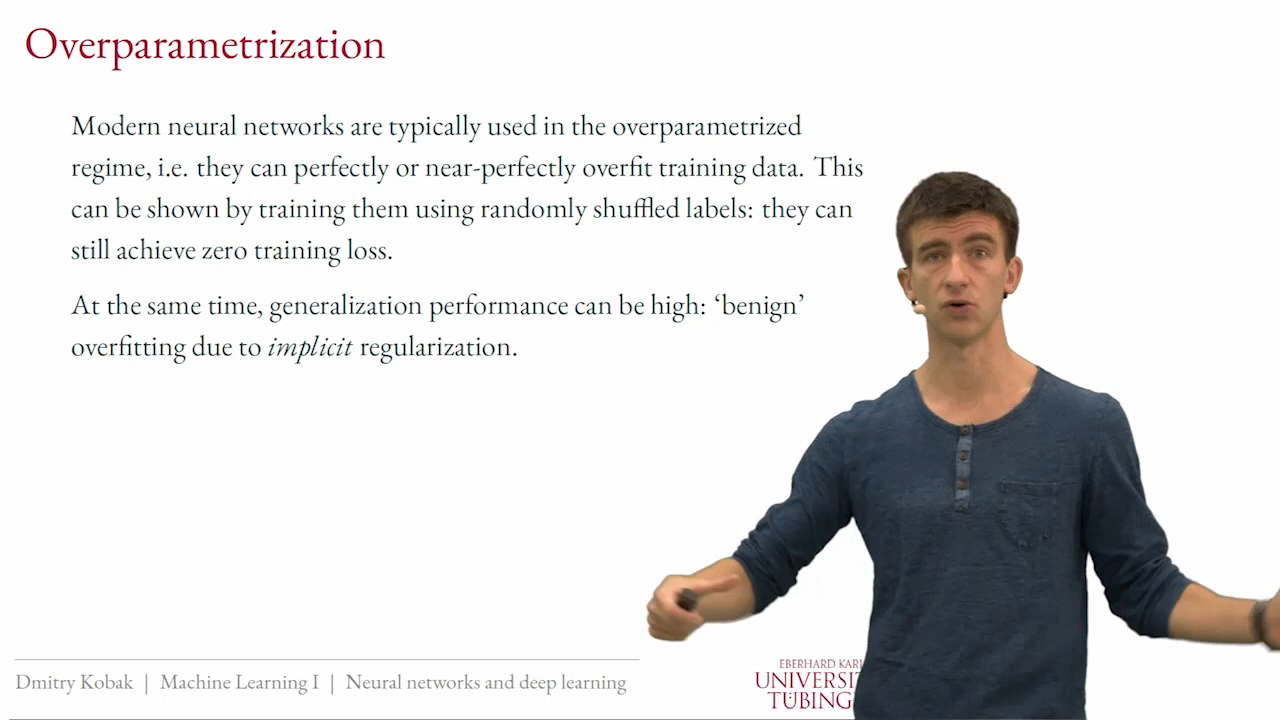 Overparametrization
Modern neural networks are typically used in the overparametrized
regime, i.e. they can perfectly or near-perfectly overfit training data. This
can be shown by training them using randomly shuffled labels: they can
still achieve zero training loss.
At the same time, generalization performance can be high: ‘benign’
overfitting due to implicit regularization.
Dmitry Kobak | Machine Learning I | Neural networks and deep learning
EBERHARD